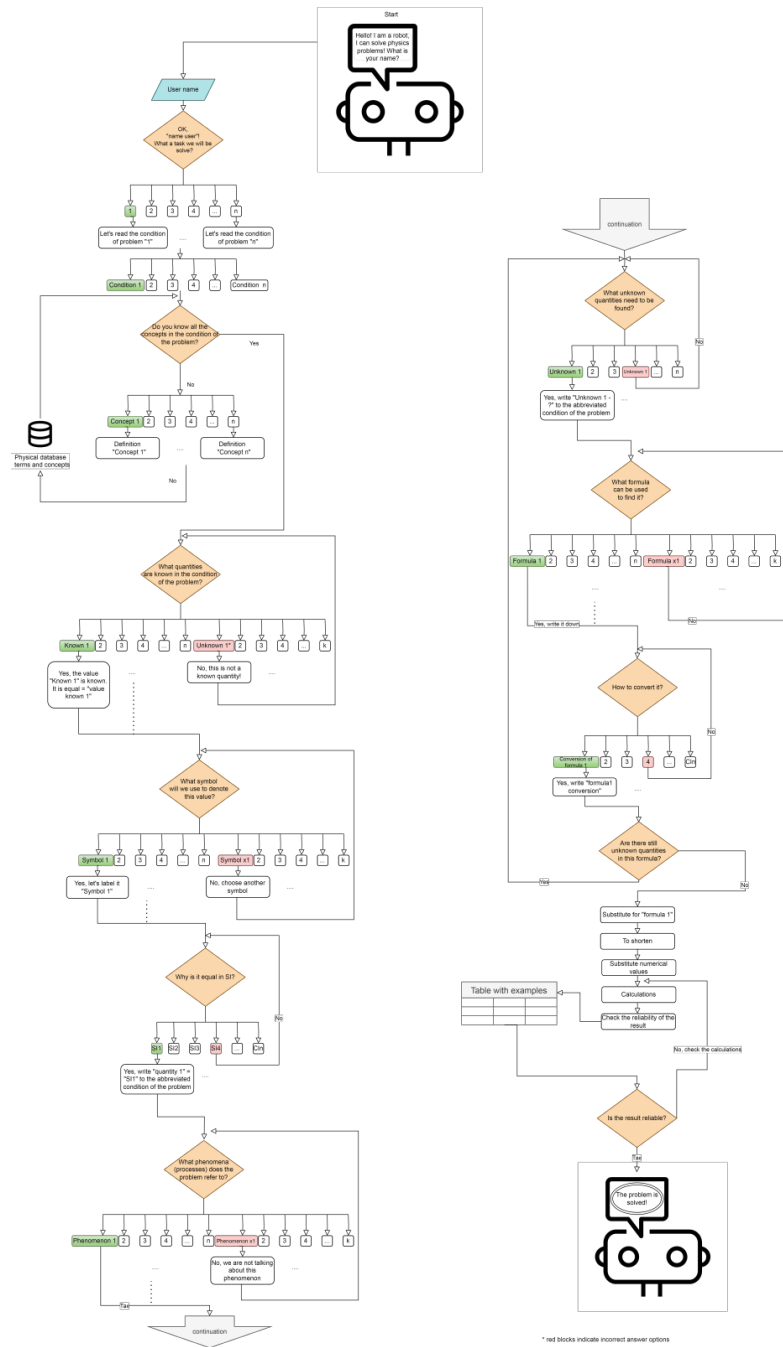 Start
Hello! I am a robot,
I can solve physics
problems! What is
your name?
User name
OK,
"name user"!
What a task we will be
solve?
1
2
3
4
...
n
Let's read the condition
of problem "1"
....
Let's read the condition
of problem "n"
Condition 1
2
3
4
...
Condition n
Do you know all the
concepts in the condition of
the problem?
Yes
No
Concept 1
2
3
4
...
n
Definition
"Concept 1"
....
Definition
"Concept n"
Physical database
terms and concepts
No
What quantities
are known in the condition
of the problem?
Known 1
2
3
4
...
n
Unknown 1*
2
3
4
...
k
Yes, the value
"Known 1" is known.
It is equal = "value
known 1"
....
No, this is not a
known quantity!
....
What symbol
will we use to denote
this value?
Symbol 1
2
3
4
...
n
Symbol x1
2
3
4
...
k
Yes, let's label it
"Symbol 1"
....
No, choose another
symbol
....
Why is it equal in SI?
No
SI1
SI2
SI3
SI4
...
CIn
Yes, write "quantity 1" =
"SI1" to the abbreviated
condition of the problem
....
What phenomena
(processes) does the
problem refer to?
Phenomenon 1
2
3
4
...
n
Phenomenon x1
2
3
4
...
k
....
No, we are not talking
about this
phenomenon
....
Tae
continuation
continuation
What unknown
quantities need to be
found?
No
Unknown 1
2
3
Unknown 1
...
n
Yes, write "Unknown 1 -
?" to the abbreviated
condition of the problem
....
What formula
can be used
to find it?
Formula 1
2
3
4
...
n
Formula x1
2
3
4
...
k
....
....
Yes, write it down
No
How to convert it?
No
Conversion of
formula 1
2
3
4
...
CIn
Yes, write "formula1
conversion"
....
Are there still
unknown quantities
in this formula?
Yes
No
Substitute for "formula 1"
To shorten
Substitute numerical
values
Table with examples
Calculations
Check the reliability of the
result
No, check the calculations
Is the result reliable?
Tae
The problem is
solved!
* red blocks indicate incorrect answer options